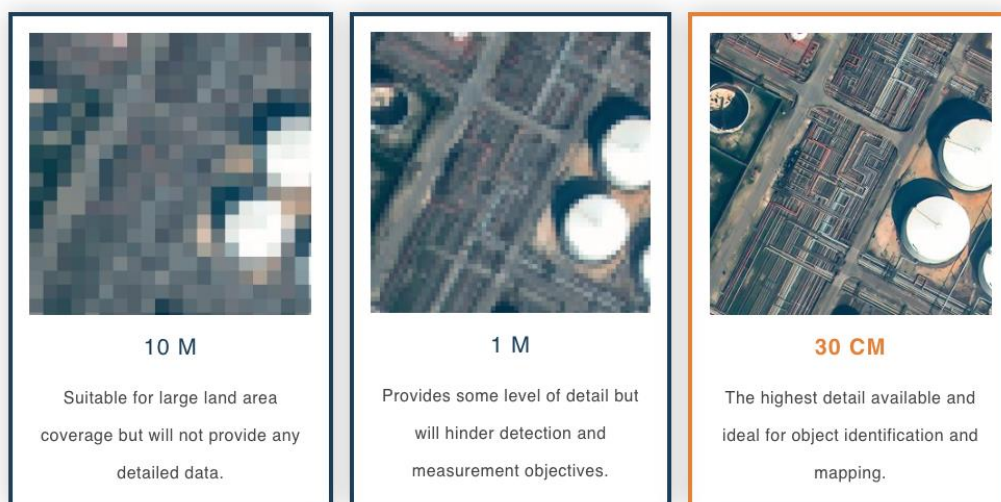 10 M
Suitable for large land area
coverage but will not provide any
detailed data.
1 M
Provides some level of detail but
will hinder detection and
measurement objectives.
30 CM
The highest detail available and
ideal for object identification and
mapping.